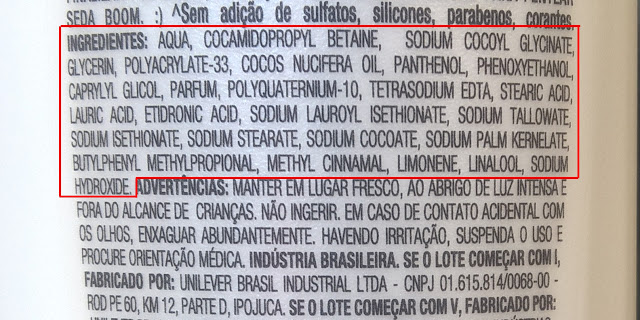 SEDA BOOM. :) ^Sem adição de sulfatos, silicones, parabenos, corantes.
INGREDIENTES: AQUA, COCAMIDOPROPYL BETAINE, SODIUM COCOYL GLYCINATE,
GLYCERIN, POLYACRYLATE-33, COCOS NUCIFERA OIL, PANTHENOL, PHENOXYETHANOL,
CAPRYLYL GLICOL, PARFUM, POLYQUATERNIUM-10, TETRASODIUM EDTA, STEARIC ACID,
LAURIC ACID, ETIDRONIC ACID, SODIUM LAUROYL ISETHIONATE, SODIUM TALLOWATE,
SODIUM ISETHIONATE, SODIUM STEARATE, SODIUM COCOATE, SODIUM PALM KERNELATE,
BUTYLPHENYL METHYLPROPIONAL, METHYL CINNAMAL, LIMONENE, LINALOOL, SODIUM
HYDROXIDE. ADVERTÊNCIAS: MANTER EM LUGAR FRESCO, AO ABRIGO DE LUZ INTENSA E
FORA DO ALCANCE DE CRIANÇAS. NÃO INGERIR. EM CASO DE CONTATO ACIDENTAL COM
OS OLHOS, ENXAGUAR ABUNDANTEMENTE. HAVENDO IRRITAÇÃO, SUSPENDA O USO E
PROCURE ORIENTAÇÃO MÉDICA. INDÚSTRIA BRASILEIRA. SE O LOTE COMEÇAR COM I,
FABRICADO POR: UNILEVER BRASIL INDUSTRIAL LTDA - CNPJ 01.615.814/0068-00 -
ROD PE 60, KM 12, PARTE D, IPOJUCA. SE O LOTE COMEÇAR COM V, FABRICADO POR: